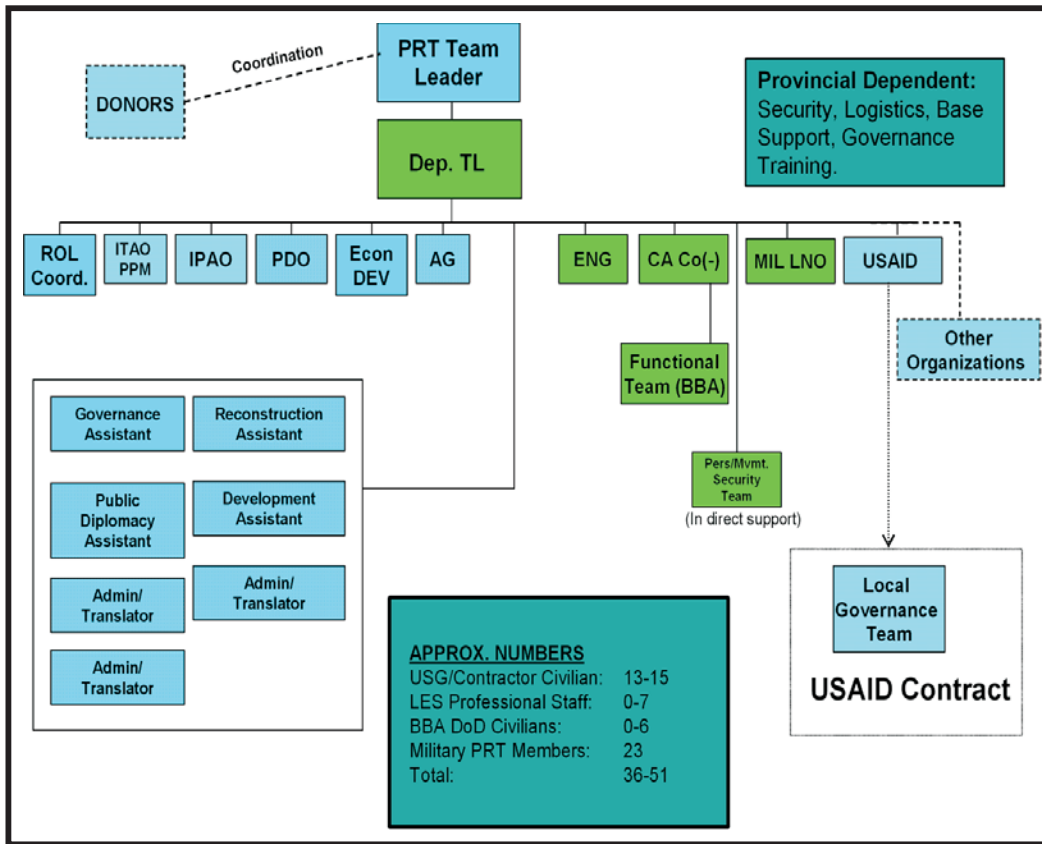 Coordination
PRT Team
Leader
DONORS
Provincial Dependent:
Security, Logistics, Base
Support, Governance
Training.
Dep. TL
ROL
Coord.
ITAO
PPM
IPAO
PDO
Econ
DEV
AG
ENG
CA Co(-)
MIL LNO
USAID
Other
Organizations
Functional
Team (BBA)
Pers/Mvmt.
Security
Team
(In direct support)
Governance
Assistant
Reconstruction
Assistant
Public
Diplomacy
Assistant
Development
Assistant
Admin/
Translator
Admin/
Translator
Admin/
Translator
APPROX. NUMBERS
USG/Contractor Civilian: 13-15
LES Professional Staff: 0-7
BBA DoD Civilians: 0-6
Military PRT Members: 23
Total: 36-51
Local
Governance
Team
USAID Contract